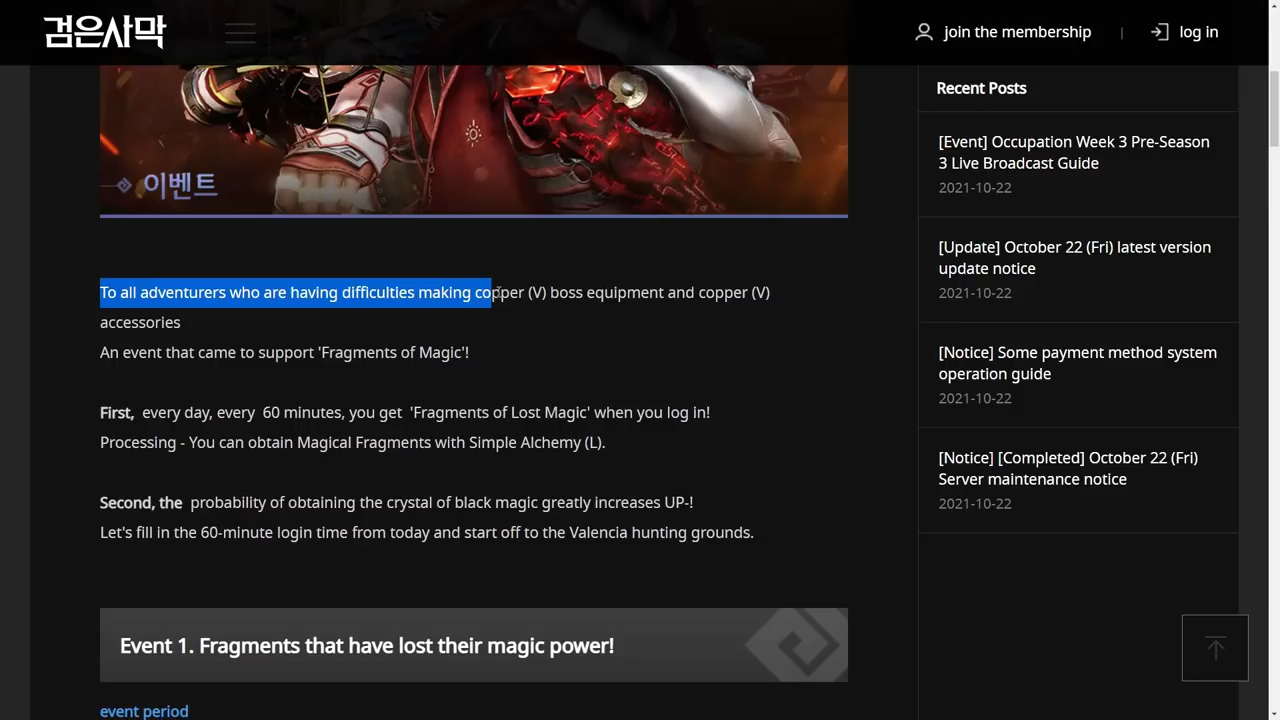 검은사막
join the membership
log in
이벤트
To all adventurers who are having difficulties making copper (V) boss equipment and copper (V)
accessories
An event that came to support 'Fragments of Magic'!
First, every day, every 60 minutes, you get 'Fragments of Lost Magic' when you log in!
Processing - You can obtain Magical Fragments with Simple Alchemy (L).
Second, the probability of obtaining the crystal of black magic greatly increases UP-!
Let's fill in the 60-minute login time from today and start off to the Valencia hunting grounds.
Event 1. Fragments that have lost their magic power!
event period
Recent Posts
[Event] Occupation Week 3 Pre-Season
3 Live Broadcast Guide
2021-10-22
[Update] October 22 (Fri) latest version
update notice
2021-10-22
[Notice] Some payment method system
operation guide
2021-10-22
[Notice] [Completed] October 22 (Fri)
Server maintenance notice
2021-10-22